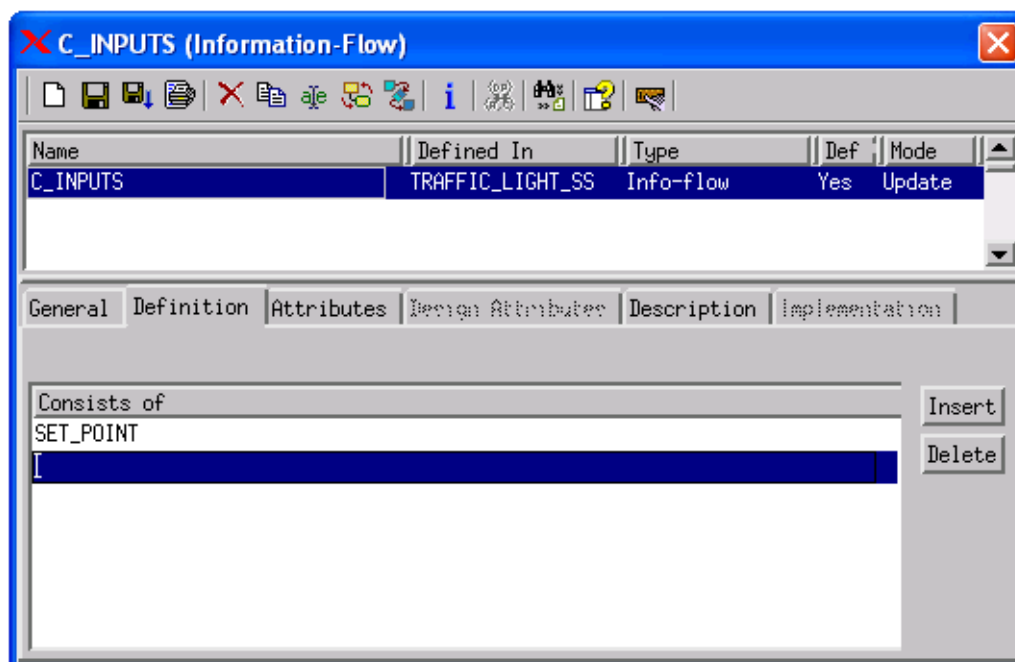 C_INPUTS (Information-Flow)
Name Defined In Type Def Mode
C_INPUTS TRAFFIC_LIGHT_SS Info-flow Yes Update
General Definition Attributes Design Attributes Description Implementation
Consists of
Insert
SET_POINT
Delete